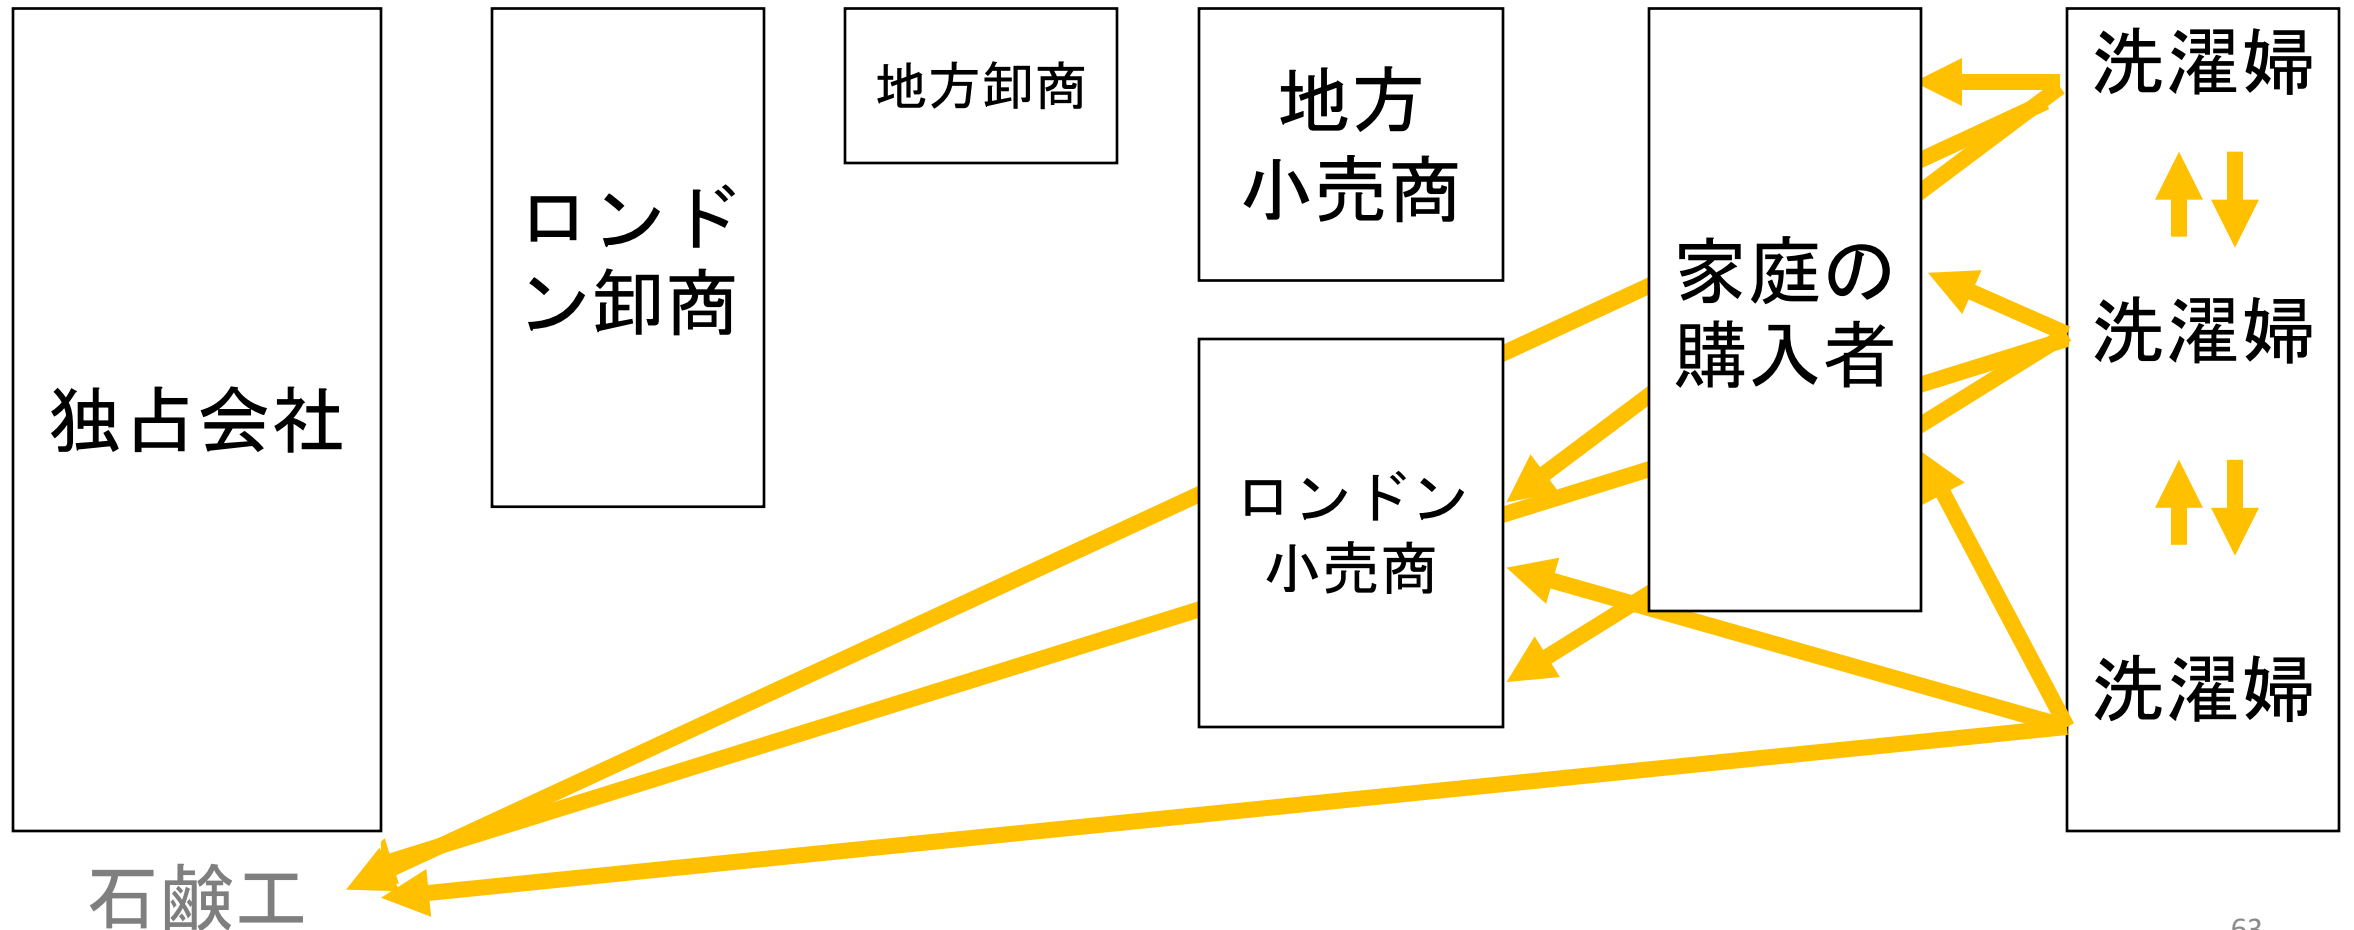 独占会社
ロンド
ン卸商
地方卸商
地方
小売商
ロンドン
小売商
家庭の
購入者
洗濯婦
洗濯婦
洗濯婦
石鹸工
63